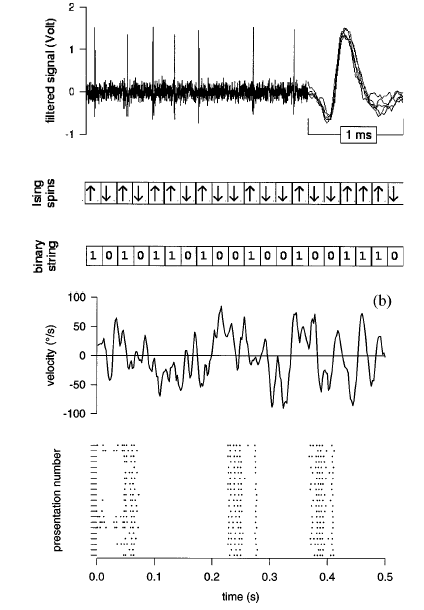 2
1
0
-1
filtered signal (Volt)
1 ms
Ising
spins
↑ ↓ ↑ ↓ ↑ ↑ ↓ ↑ ↓ ↓ ↑ ↓ ↓ ↑ ↓ ↓ ↑ ↑ ↑ ↓
binary
string
1 0 1 0 1 1 0 1 0 0 1 0 0 1 0 0 1 1 1 0
(b)
100
50
0
-50
-100
velocity (°/s)
presentation number
0.0 0.1 0.2 0.3 0.4 0.5
time (s)